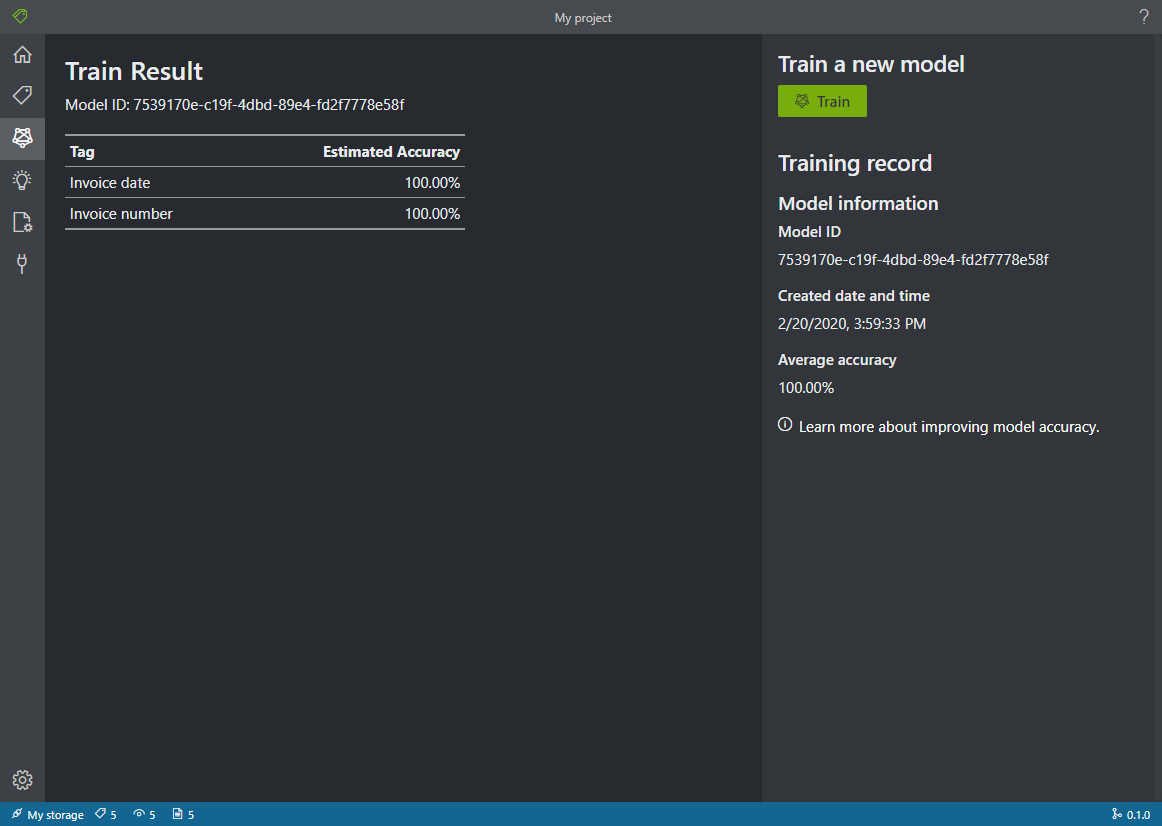 My project
?
Train Result
Model ID: 7539170e-c19f-4dbd-89e4-fd2f7778e58f
Tag Estimated Accuracy
Invoice date 100.00%
Invoice number 100.00%
Train a new model
Train
Training record
Model information
Model ID
7539170e-c19f-4dbd-89e4-fd2f7778e58f
Created date and time
2/20/2020, 3:59:33 PM
Average accuracy
100.00%
Learn more about improving model accuracy.
My storage 5 5 5 0.1.0